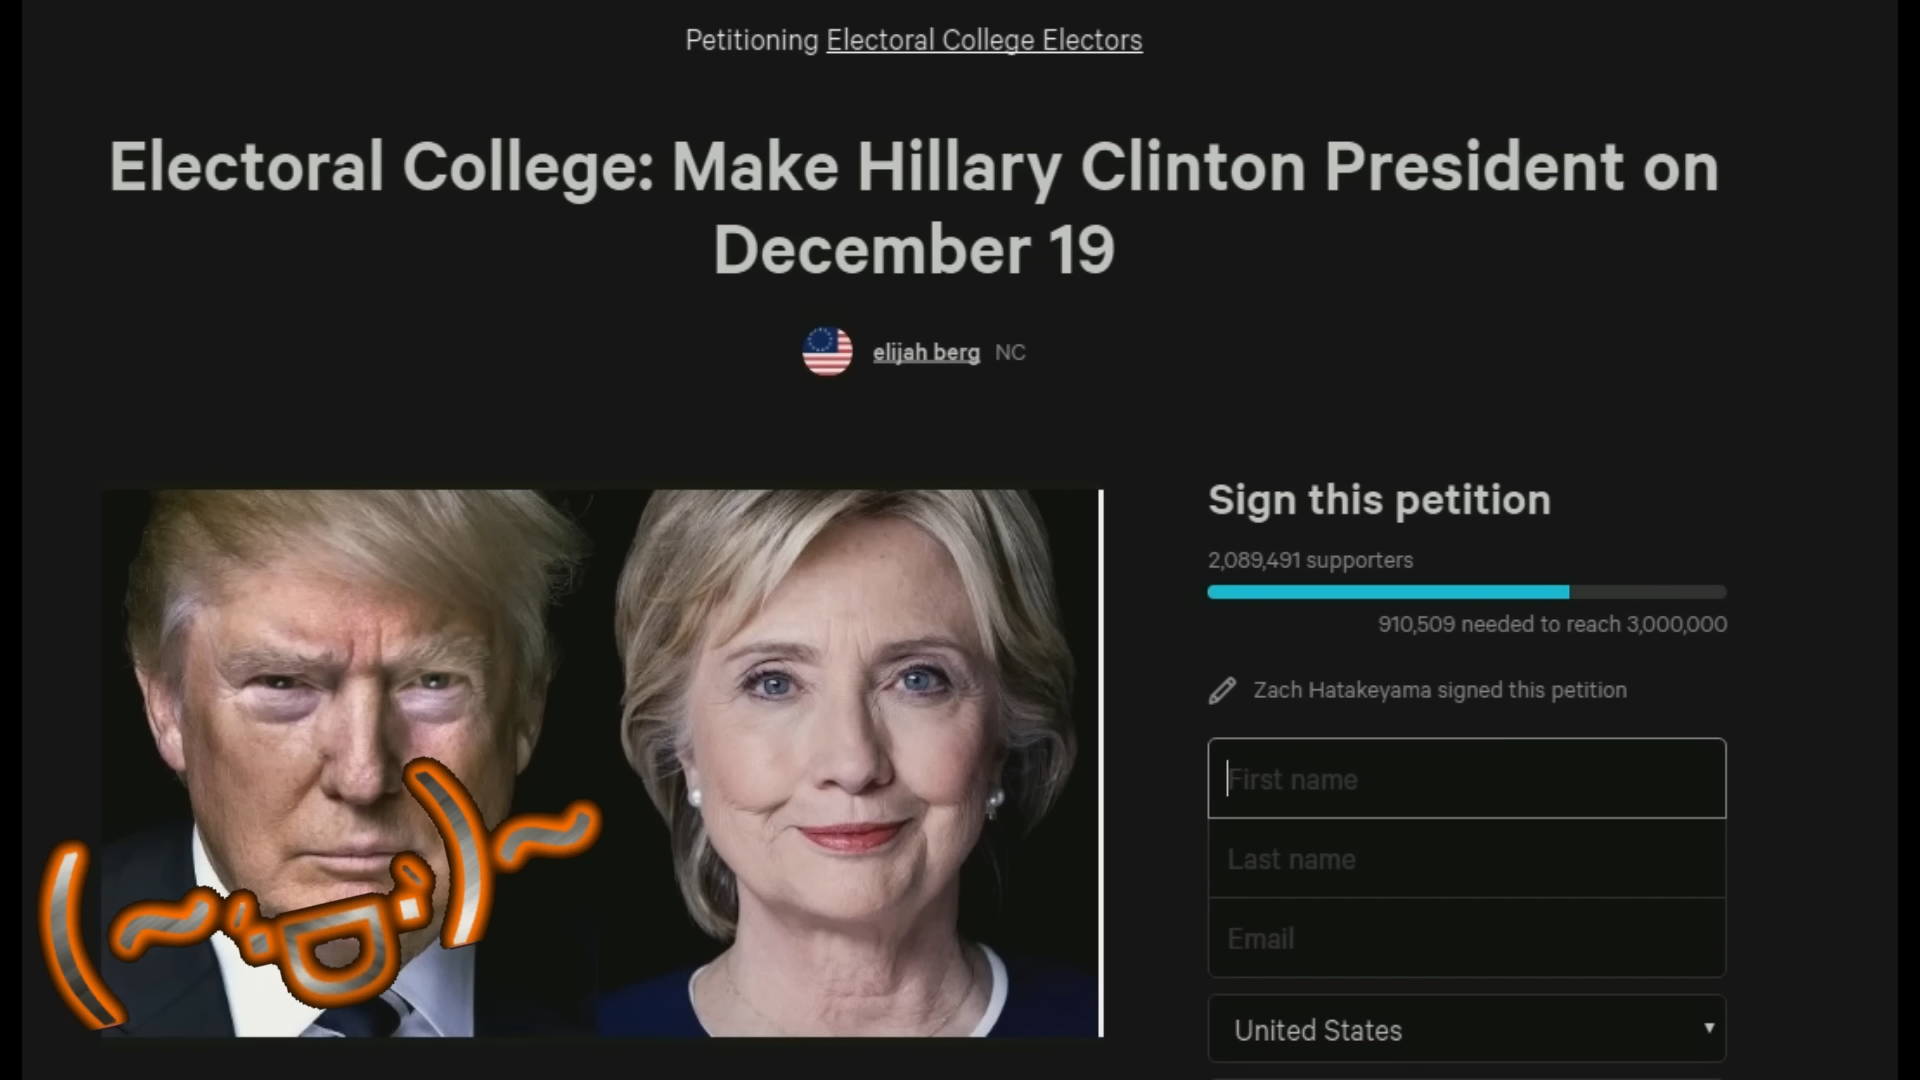 Petitioning Electoral College Electors
Electoral College: Make Hillary Clinton President on
December 19
elijah berg NC
Sign this petition
2,089,491 supporters
910,509 needed to reach 3,000,000
Zach Hatakeyama signed this petition
First name
Last name
Email
United States